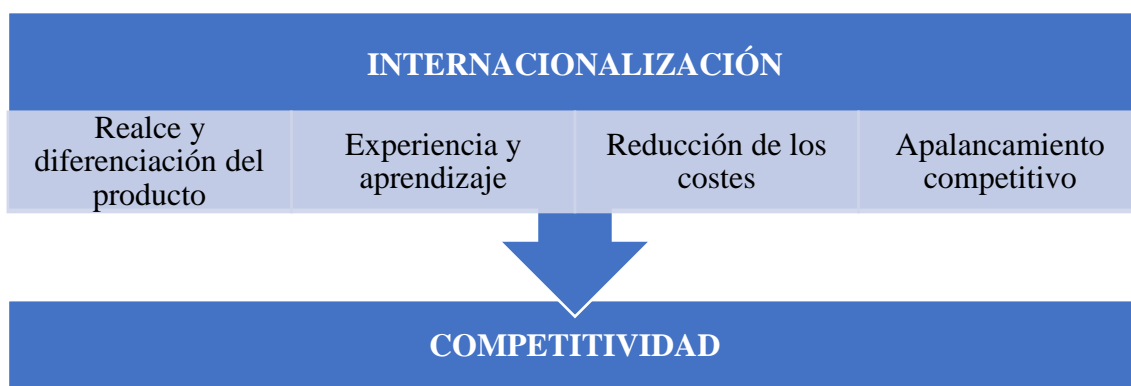 INTERNACIONALIZACIÓN
Realce y
diferenciación del
producto
Experiencia y
aprendizaje
Reducción de los
costes
Apalancamiento
competitivo
COMPETITIVIDAD